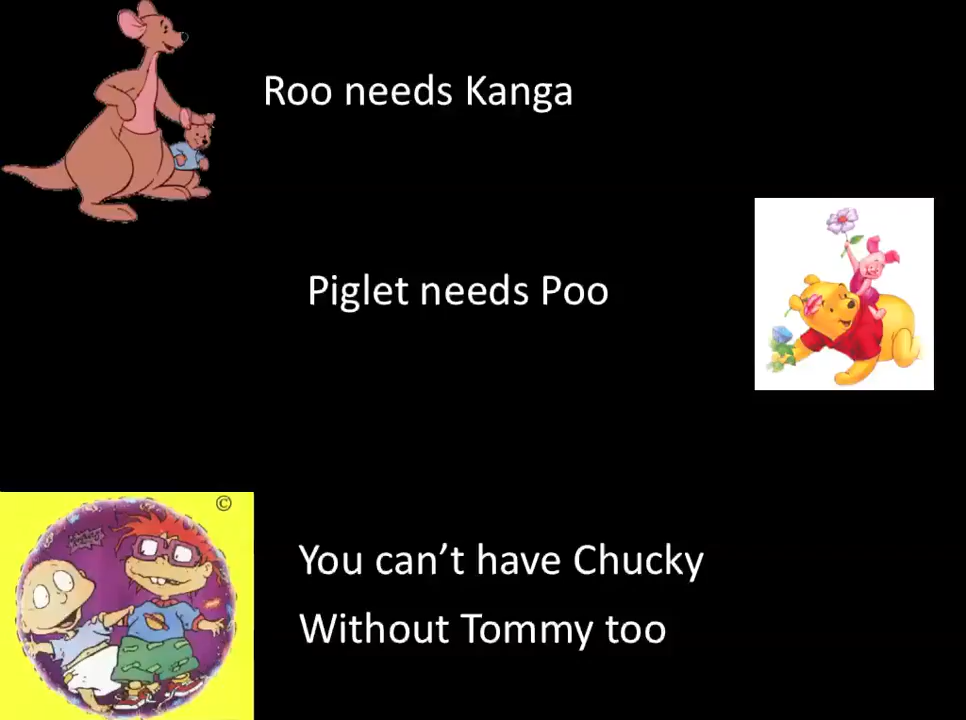 Roo needs Kanga
Piglet needs Poo
©
You can't have Chucky
Without Tommy too